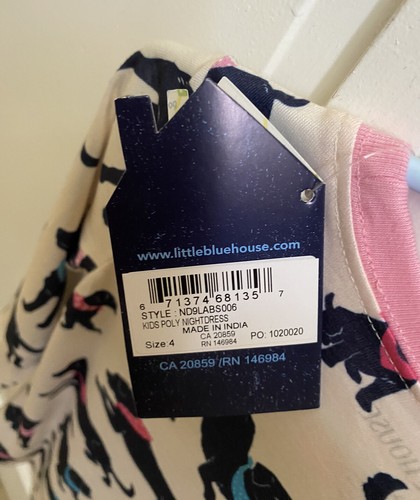 www.littlebluehouse.com
6 71374 68135 7
STYLE : ND9LABS006
KIDS POLY NIGHTDRESS
MADE IN INDIA
CA 20859
Size 4 RN 146984 PO: 1020020
CA 20859 /RN 146984